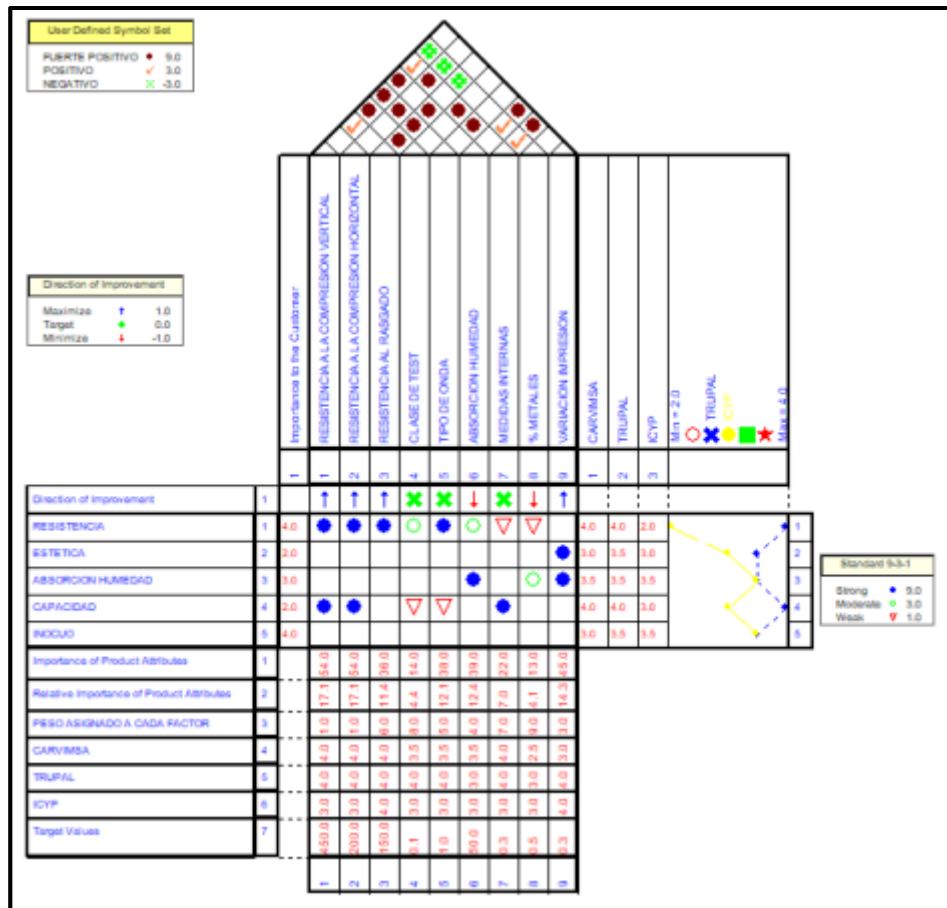 User Defined Symbol Set
FUERTE POSITIVO 9.0
POSITIVO 3.0
NEGATIVO -3.0
Direction of Improvement
Maximize 1.0
Target 0.0
Minimize -1.0
Importance to the Customer
RESISTENCIA A LA COMPRESION VERTICAL
RESISTENCIA A LA COMPRESION HORIZONTAL
RESISTENCIA AL RASGADO
CLASE DE TEST
TIPO DE ONDA
ABSORCION HUMEDAD
MEDIDAS INTERNAS
% METALES
VARIACION IMPRESION
CARVIMSA
TRUPAL
ICYP
Min = 2.0
TRUPAL
ICYP
Max = 4.0
1 1 2 3 4 5 6 7 8 9 1 2 3
Direction of Improvement 1
RESISTENCIA 1 4.0 4.0 4.0 2.0 1
ESTETICA 2 2.0 3.0 3.5 3.0 2
ABSORCION HUMEDAD 3 3.0 3.5 3.5 3.5 3
CAPACIDAD 4 2.0 4.0 4.0 3.0 4
INOCUO 5 4.0 3.0 3.5 3.5 5
Standard 9-3-1
Strong 9.0
Moderate 3.0
Weak 1.0
Importance of Product Attributes 1 54.0 54.0 36.0 14.0 38.0 39.0 22.0 13.0 45.0
Relative Importance of Product Attributes 2 17.1 17.1 11.4 4.4 12.1 12.4 7.0 4.1 14.3
PESO ASIGNADO A CADA FACTOR 3 1.0 1.0 6.0 8.0 5.0 4.0 7.0 9.0 3.0
CARVIMSA 4 4.0 4.0 4.0 3.5 3.5 3.5 4.0 2.5 3.0
TRUPAL 5 4.0 4.0 4.0 4.0 4.0 3.0 4.0 3.0 4.0
ICYP 6 3.0 3.0 4.0 3.0 4.0 3.0 3.0 3.0 4.0
Target Values 7 450.0 200.0 150.0 0.1 1.0 50.0 0.3 0.5 0.3
1 2 3 4 5 6 7 8 9